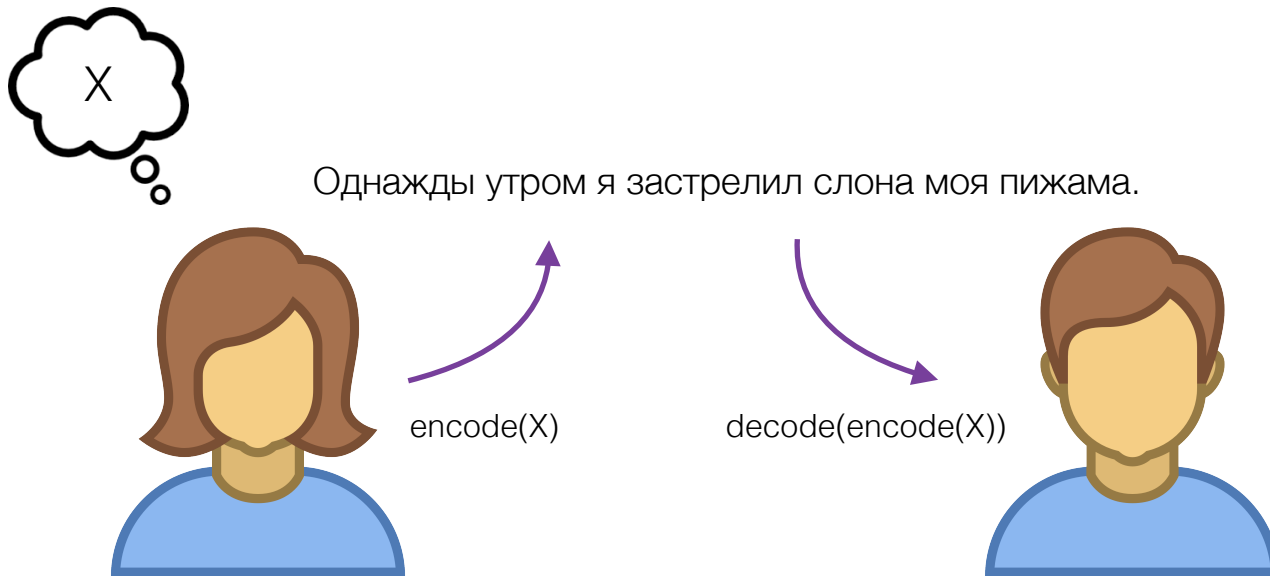 X
Однажды утром я застрелил слона моя пижама.
encode(X)
decode(encode(X))